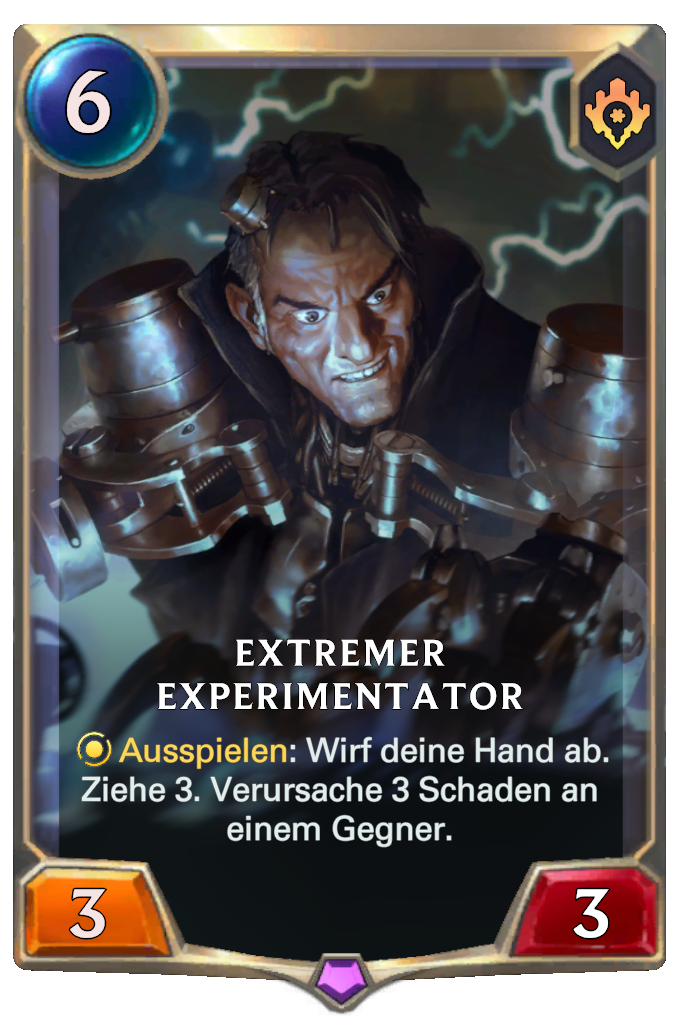 6
EXTREMER
EXPERIMENTATOR
Ausspielen: Wirf deine Hand ab.
Ziehe 3. Verursache 3 Schaden an
einem Gegner.
3
3